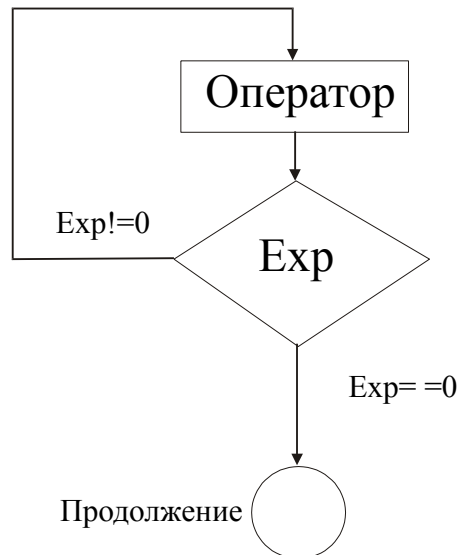 Оператор
Exp!=0
Exp
Exp= =0
Продолжение